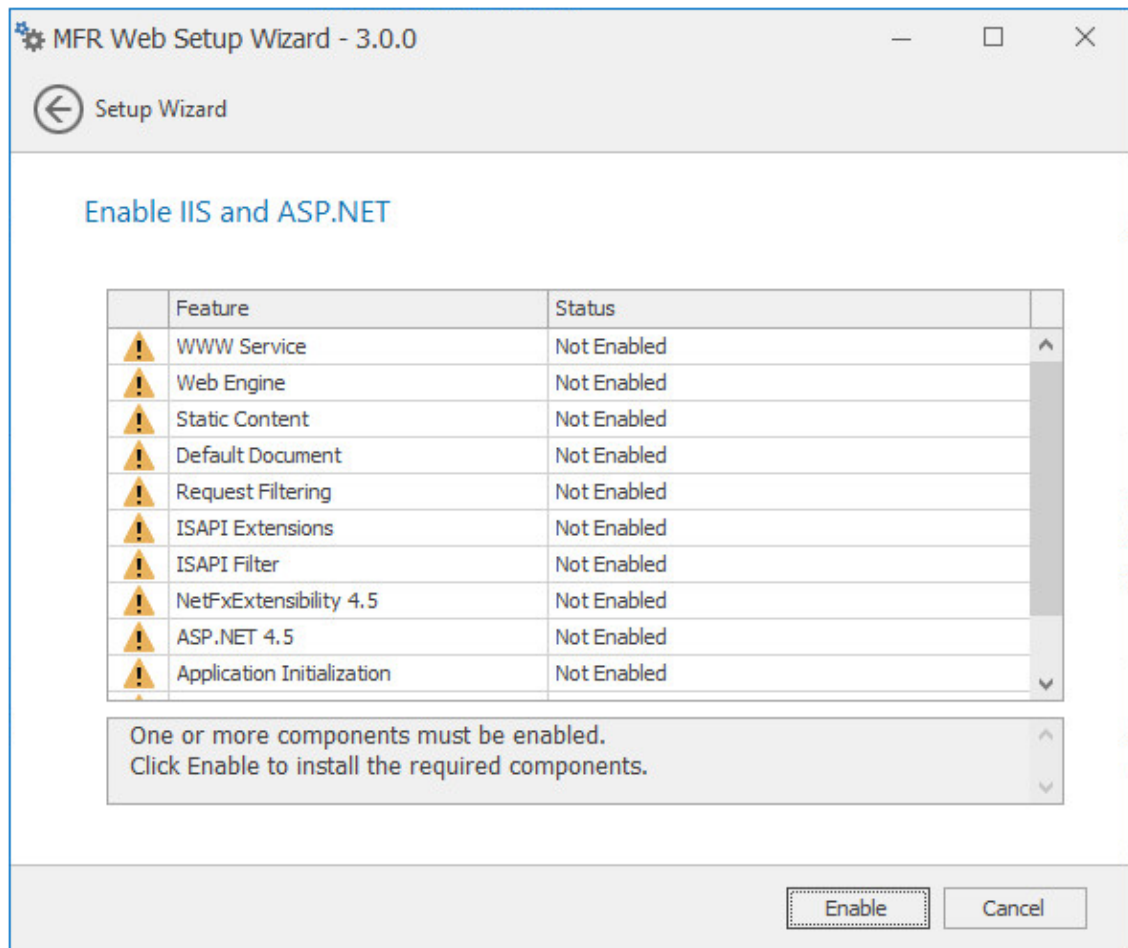 MFR Web Setup Wizard - 3.0.0
Setup Wizard
Enable IIS and ASP.NET
Feature Status
WWW Service Not Enabled
Web Engine Not Enabled
Static Content Not Enabled
Default Document Not Enabled
Request Filtering Not Enabled
ISAPI Extensions Not Enabled
ISAPI Filter Not Enabled
NetFxExtensibility 4.5 Not Enabled
ASP.NET 4.5 Not Enabled
Application Initialization Not Enabled
One or more components must be enabled.
Click Enable to install the required components.
Enable Cancel